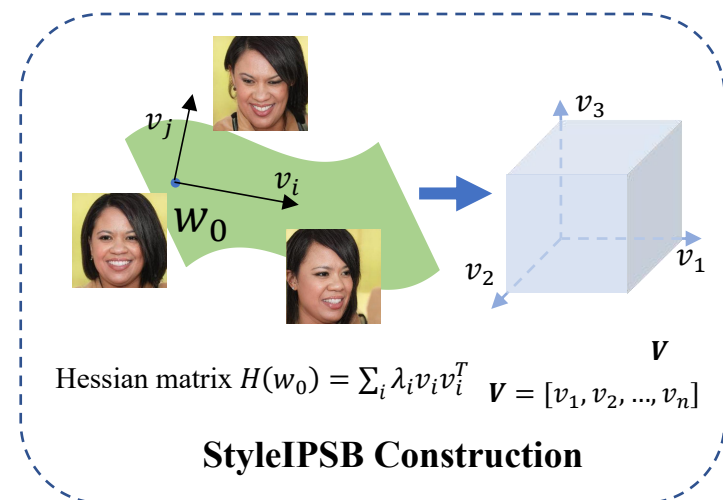 v_j
v_i
w_0
v_3
v_1
v_2
V
Hessian matrix H(w_0) = ∑_i λ_i v_i v_i^T
V = [v_1, v_2, ..., v_n]
StyleIPSB Construction